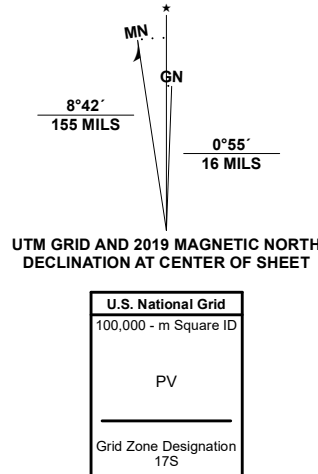 ★
MN
GN
8°42´
155 MILS
0°55´
16 MILS
UTM GRID AND 2019 MAGNETIC NORTH
DECLINATION AT CENTER OF SHEET
U.S. National Grid
100,000 - m Square ID
PV
Grid Zone Designation
17S